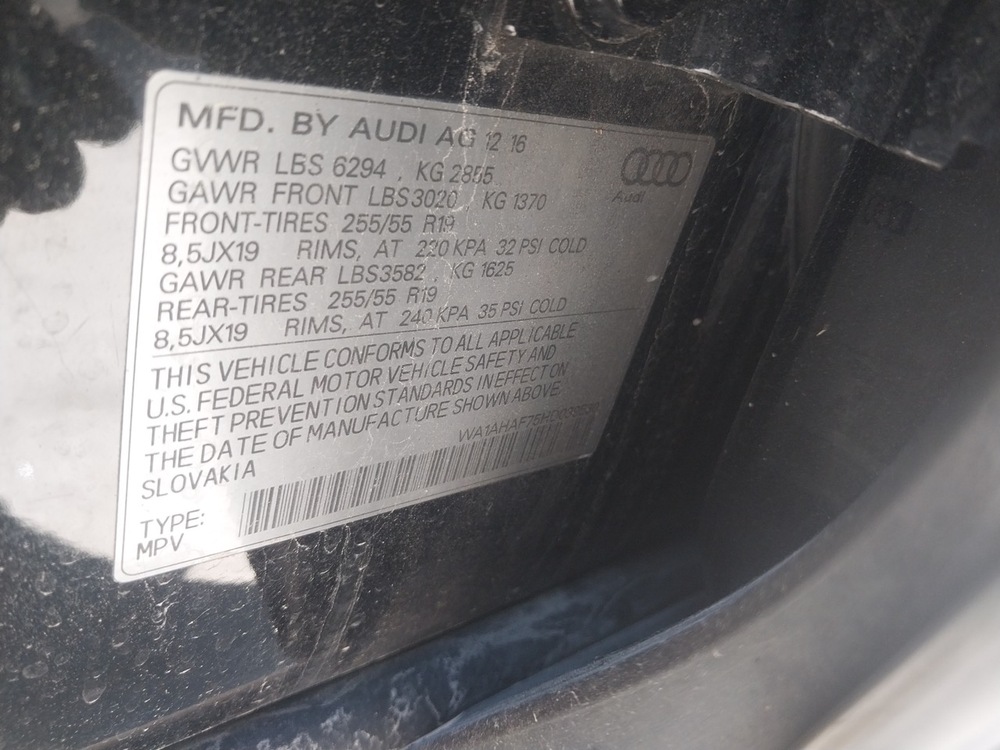 MFD. BY AUDI AG 12 16
GVWR LBS 6294 . KG 2855
GAWR FRONT LBS3020 KG 1370
FRONT-TIRES 255/55 R19
8,5JX19 RIMS, AT 220 KPA 32 PSI COLD
GAWR REAR LBS3582 . KG 1625
REAR-TIRES 255/55 R19
8,5JX19 RIMS, AT 240 KPA 35 PSI COLD
THIS VEHICLE CONFORMS TO ALL APPLICABLE
U.S. FEDERAL MOTOR VEHICLE SAFETY AND
THEFT PREVENTION STANDARDS IN EFFECT ON
THE DATE OF MANUFACTURE SHOWN ABOVE
SLOVAKIA
TYPE:
MPV
Audi